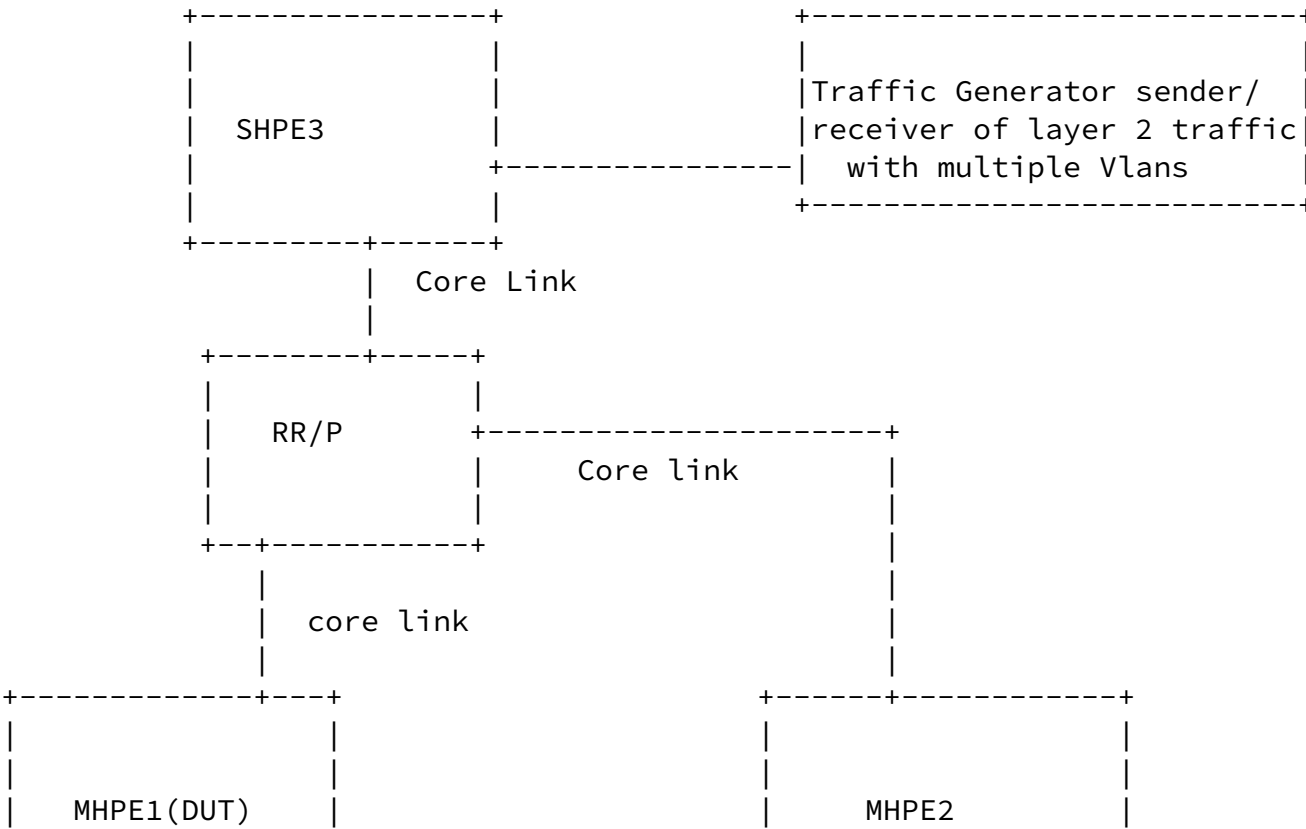 Traffic Generator sender/
SHPE3
receiver of layer 2 traffic
with multiple Vlans
Core Link
RR/P
Core link
core link
MHPE1(DUT)
MHPE2